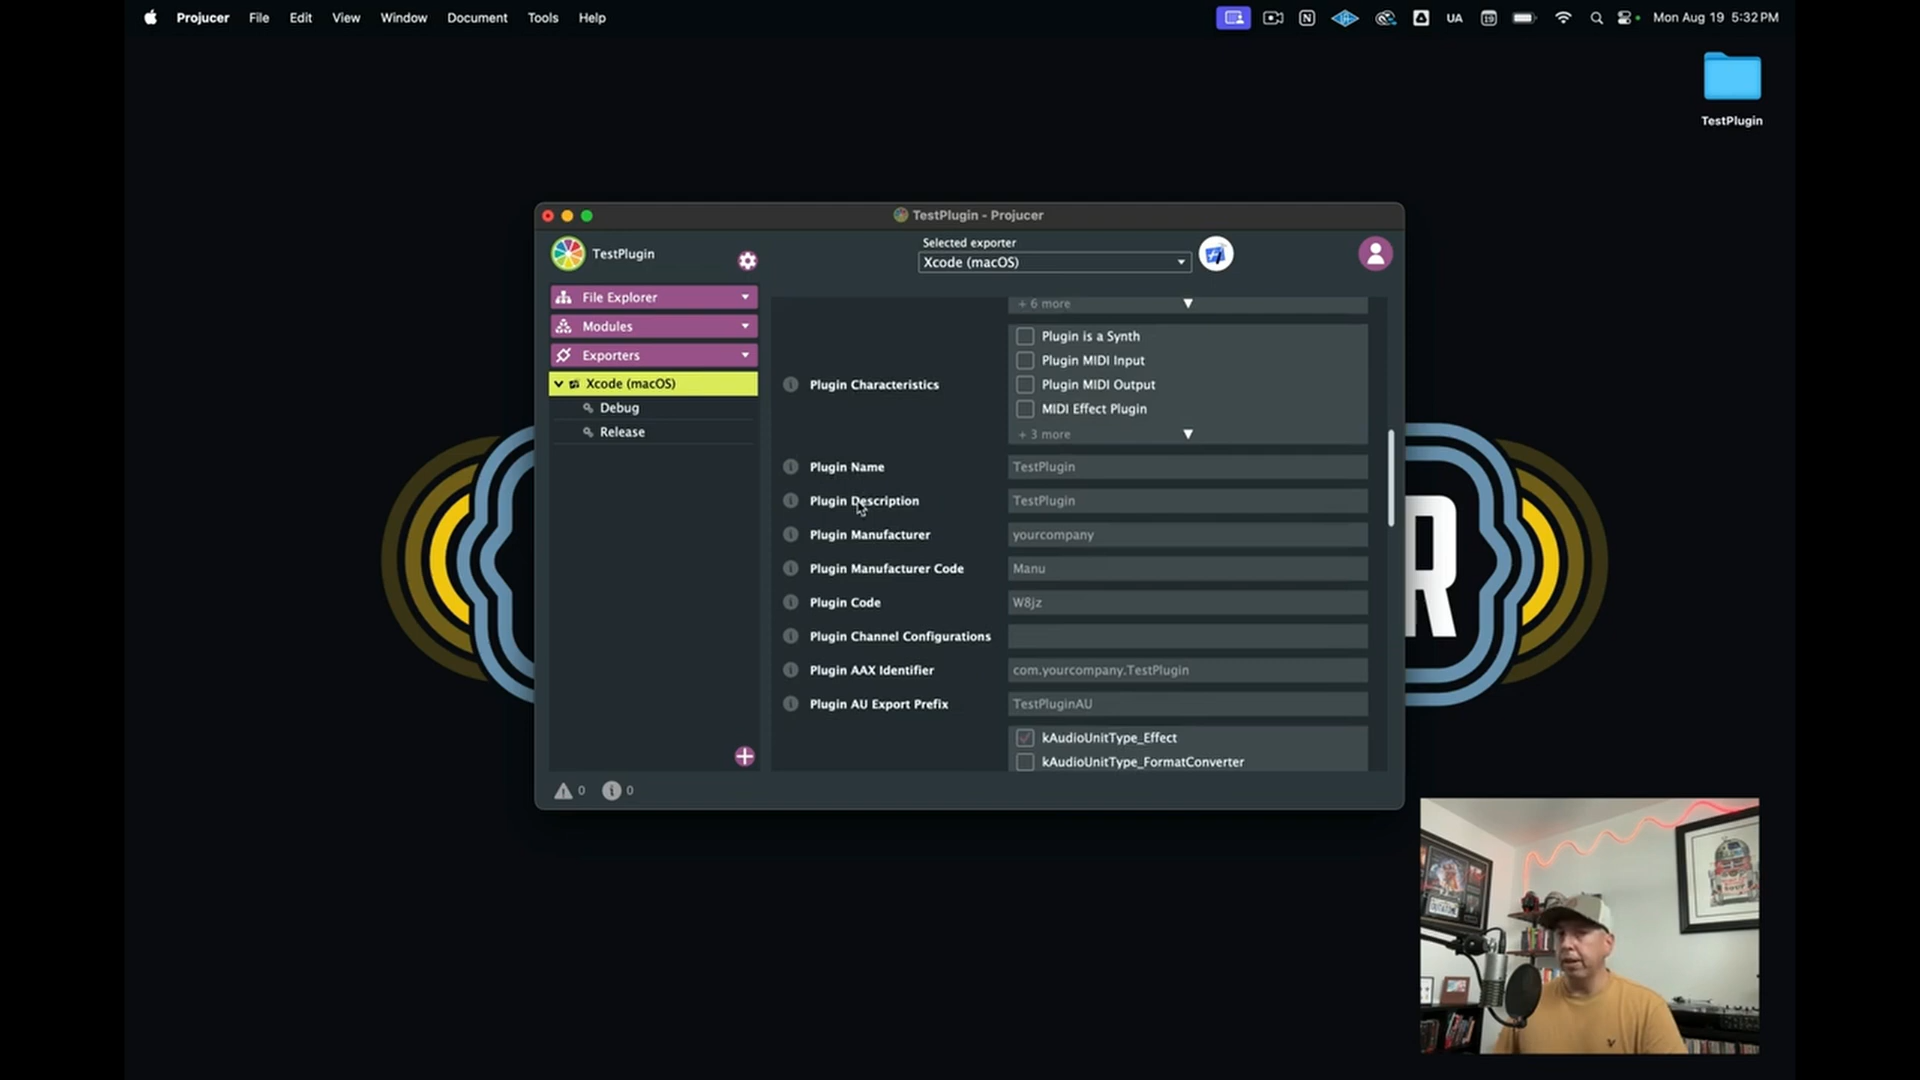 Projucer File Edit View Window Document Tools Help
UA 19 Mon Aug 19 5:32 PM
TestPlugin
TestPlugin - Projucer
TestPlugin
Selected exporter
Xcode (macOS)
File Explorer
Modules
Exporters
Xcode (macOS)
Debug
Release
+ 6 more
Plugin Characteristics
Plugin is a Synth
Plugin MIDI Input
Plugin MIDI Output
MIDI Effect Plugin
+ 3 more
Plugin Name TestPlugin
Plugin Description TestPlugin
Plugin Manufacturer yourcompany
Plugin Manufacturer Code Manu
Plugin Code W8jz
Plugin Channel Configurations
Plugin AAX Identifier com.yourcompany.TestPlugin
Plugin AU Export Prefix TestPluginAU
kAudioUnitType_Effect
kAudioUnitType_FormatConverter
0 0
R